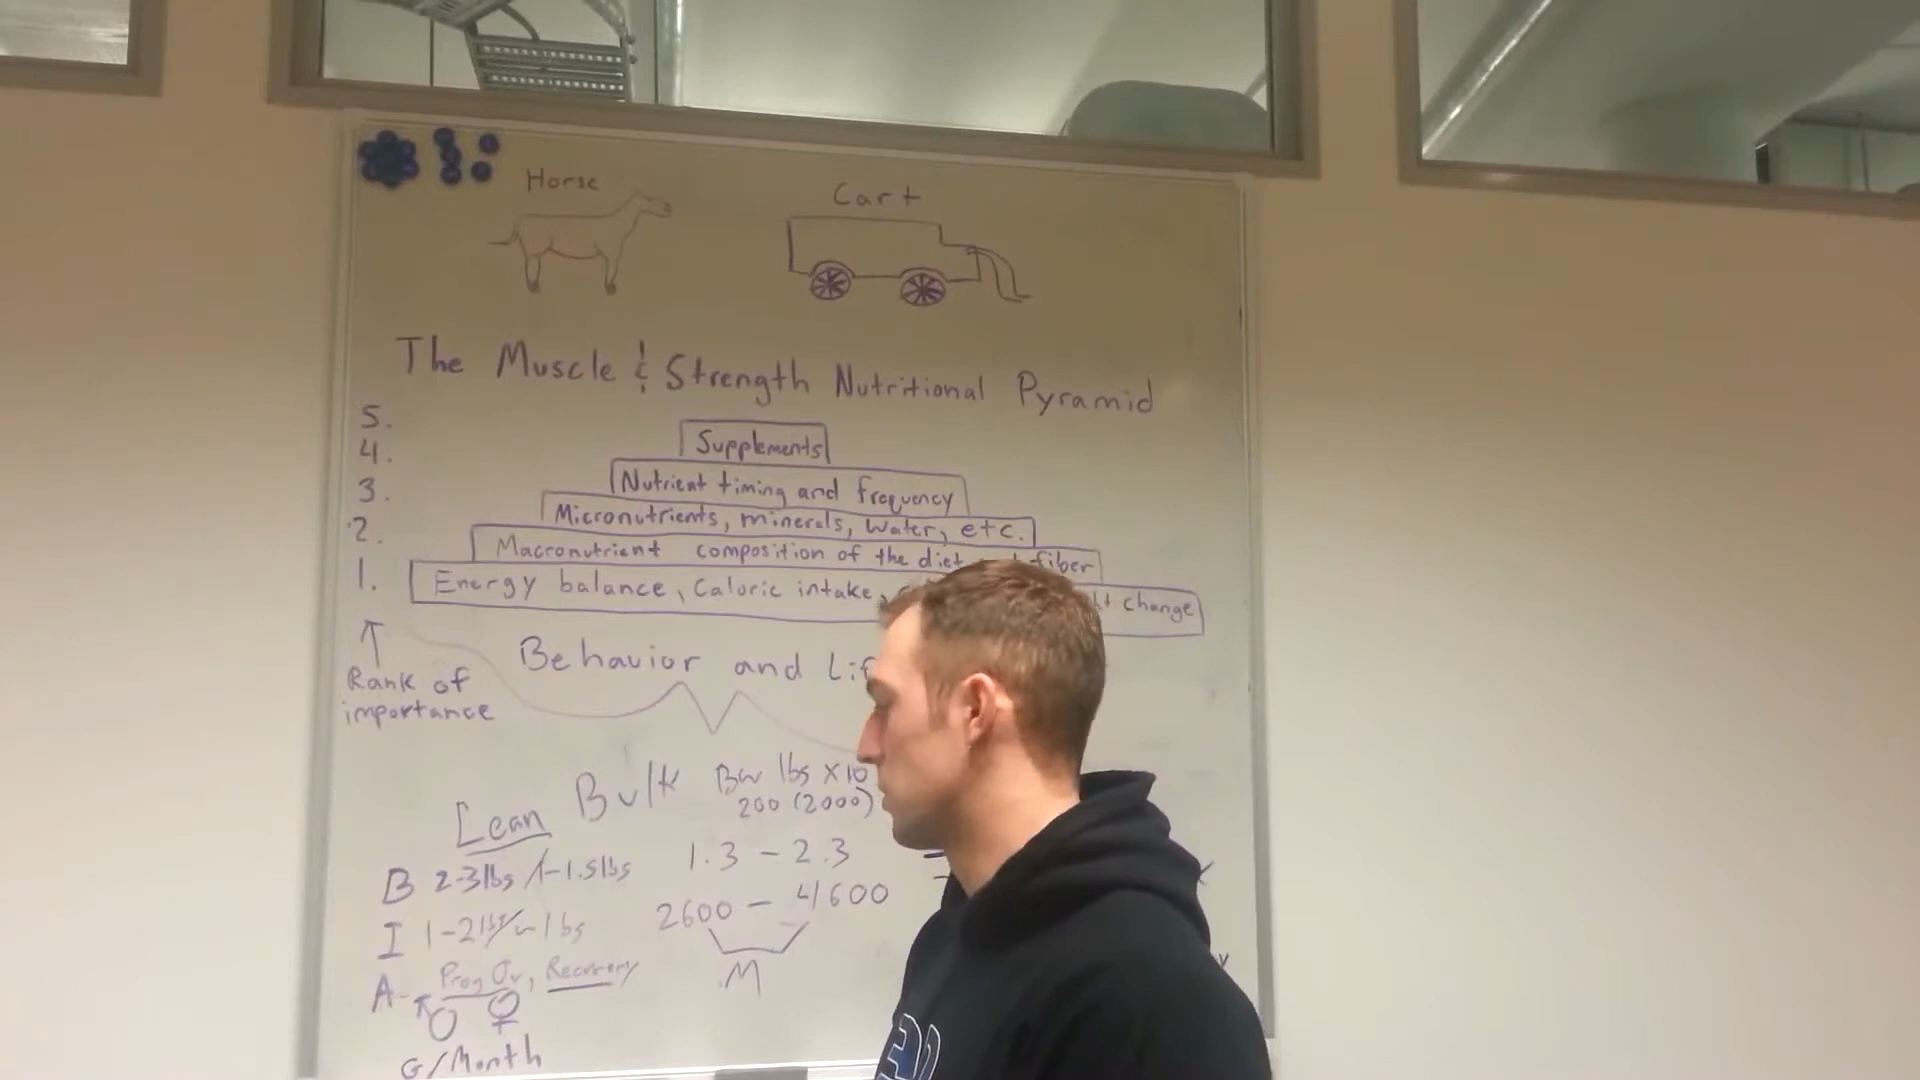 Horse
Cart
The Muscle & Strength Nutritional Pyramid
5.
Supplements
4.
Nutrient timing and frequency
3.
Micronutrients, minerals, Water, etc.
2.
Macronutrient composition of the diet fiber
1.
Energy balance, Caloric intake, change
Rank of importance
Behavior and
Lean Bulk
BW lbs x10
200 (2000)
B 2-3lbs /1-1.5lbs
1.3 - 2.3
I 1-2lbs/
2600 - 4600
A- Prog Ov, Recovery
M
G/Month